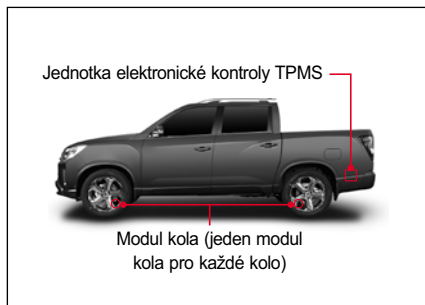 Jednotka elektronické kontroly TPMS
Modul kola (jeden modul
kola pro každé kolo)